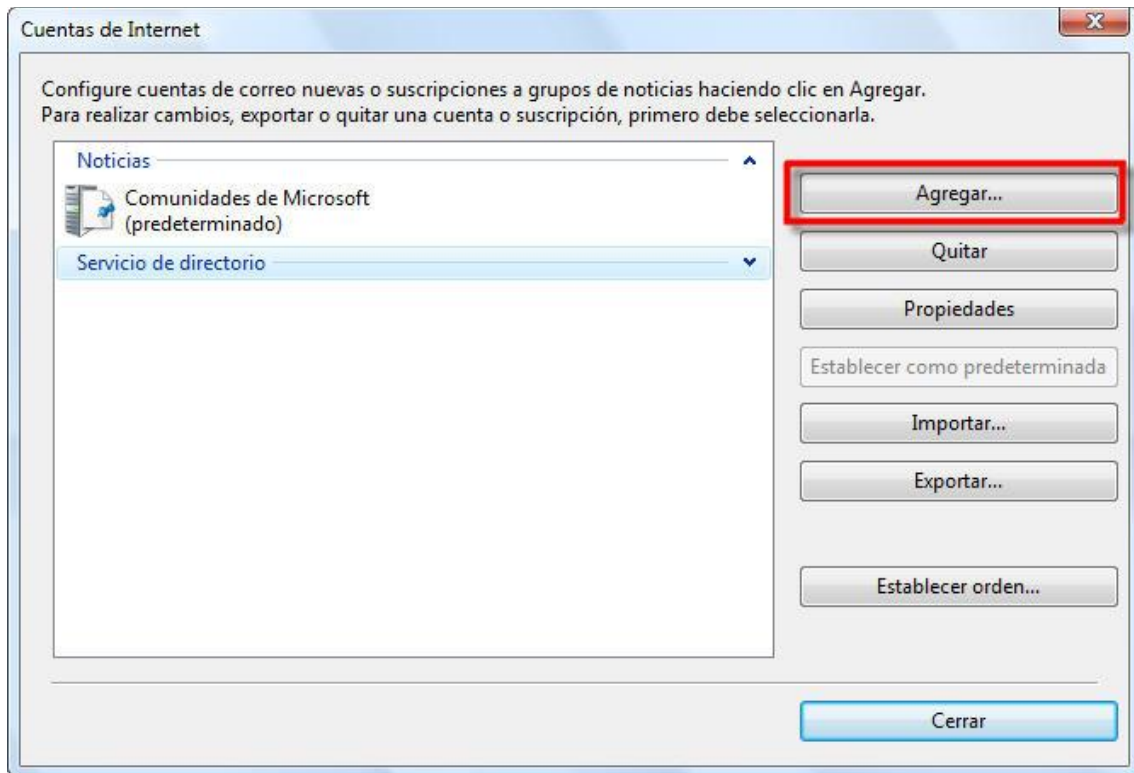 Cuentas de Internet
Configure cuentas de correo nuevas o suscripciones a grupos de noticias haciendo clic en Agregar.
Para realizar cambios, exportar o quitar una cuenta o suscripción, primero debe seleccionarla.
Noticias
Comunidades de Microsoft
(predeterminado)
Servicio de directorio
Agregar...
Quitar
Propiedades
Establecer como predeterminada
Importar...
Exportar...
Establecer orden...
Cerrar